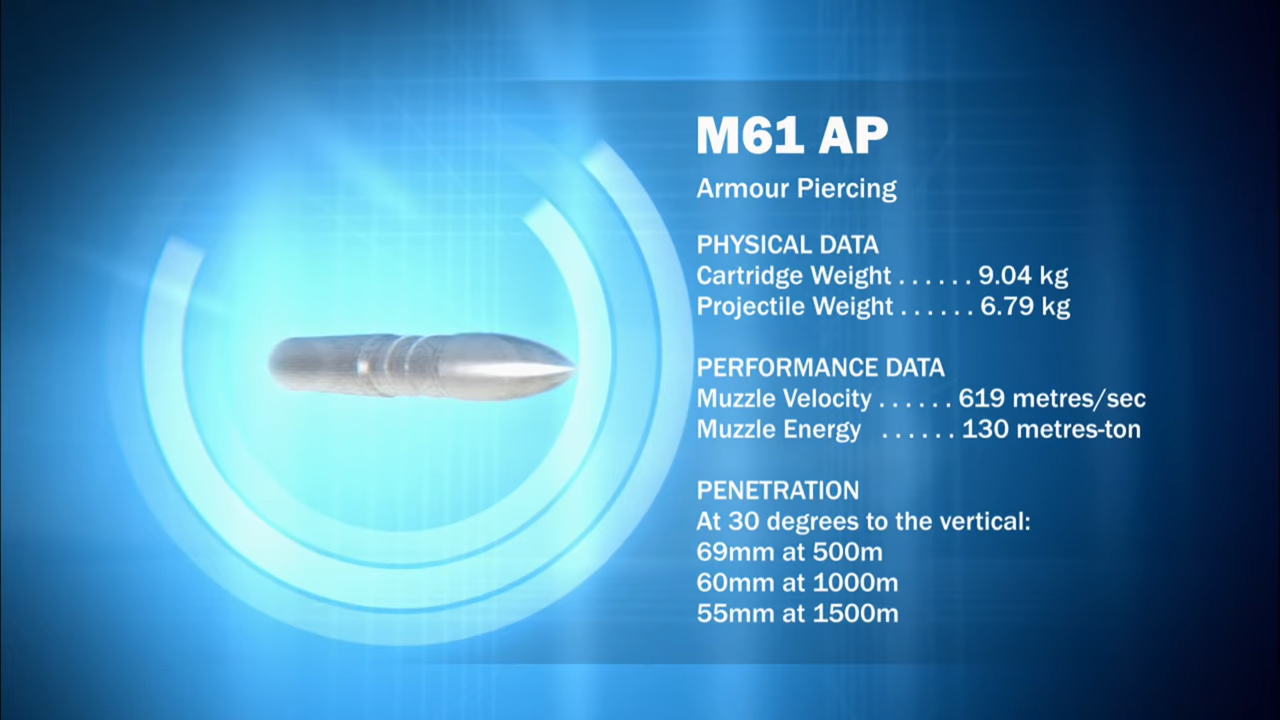 M61 AP
Armour Piercing
PHYSICAL DATA
Cartridge Weight . . . . . . 9.04 kg
Projectile Weight . . . . . . 6.79 kg
PERFORMANCE DATA
Muzzle Velocity . . . . . . 619 metres/sec
Muzzle Energy . . . . . . 130 metres-ton
PENETRATION
At 30 degrees to the vertical:
69mm at 500m
60mm at 1000m
55mm at 1500m